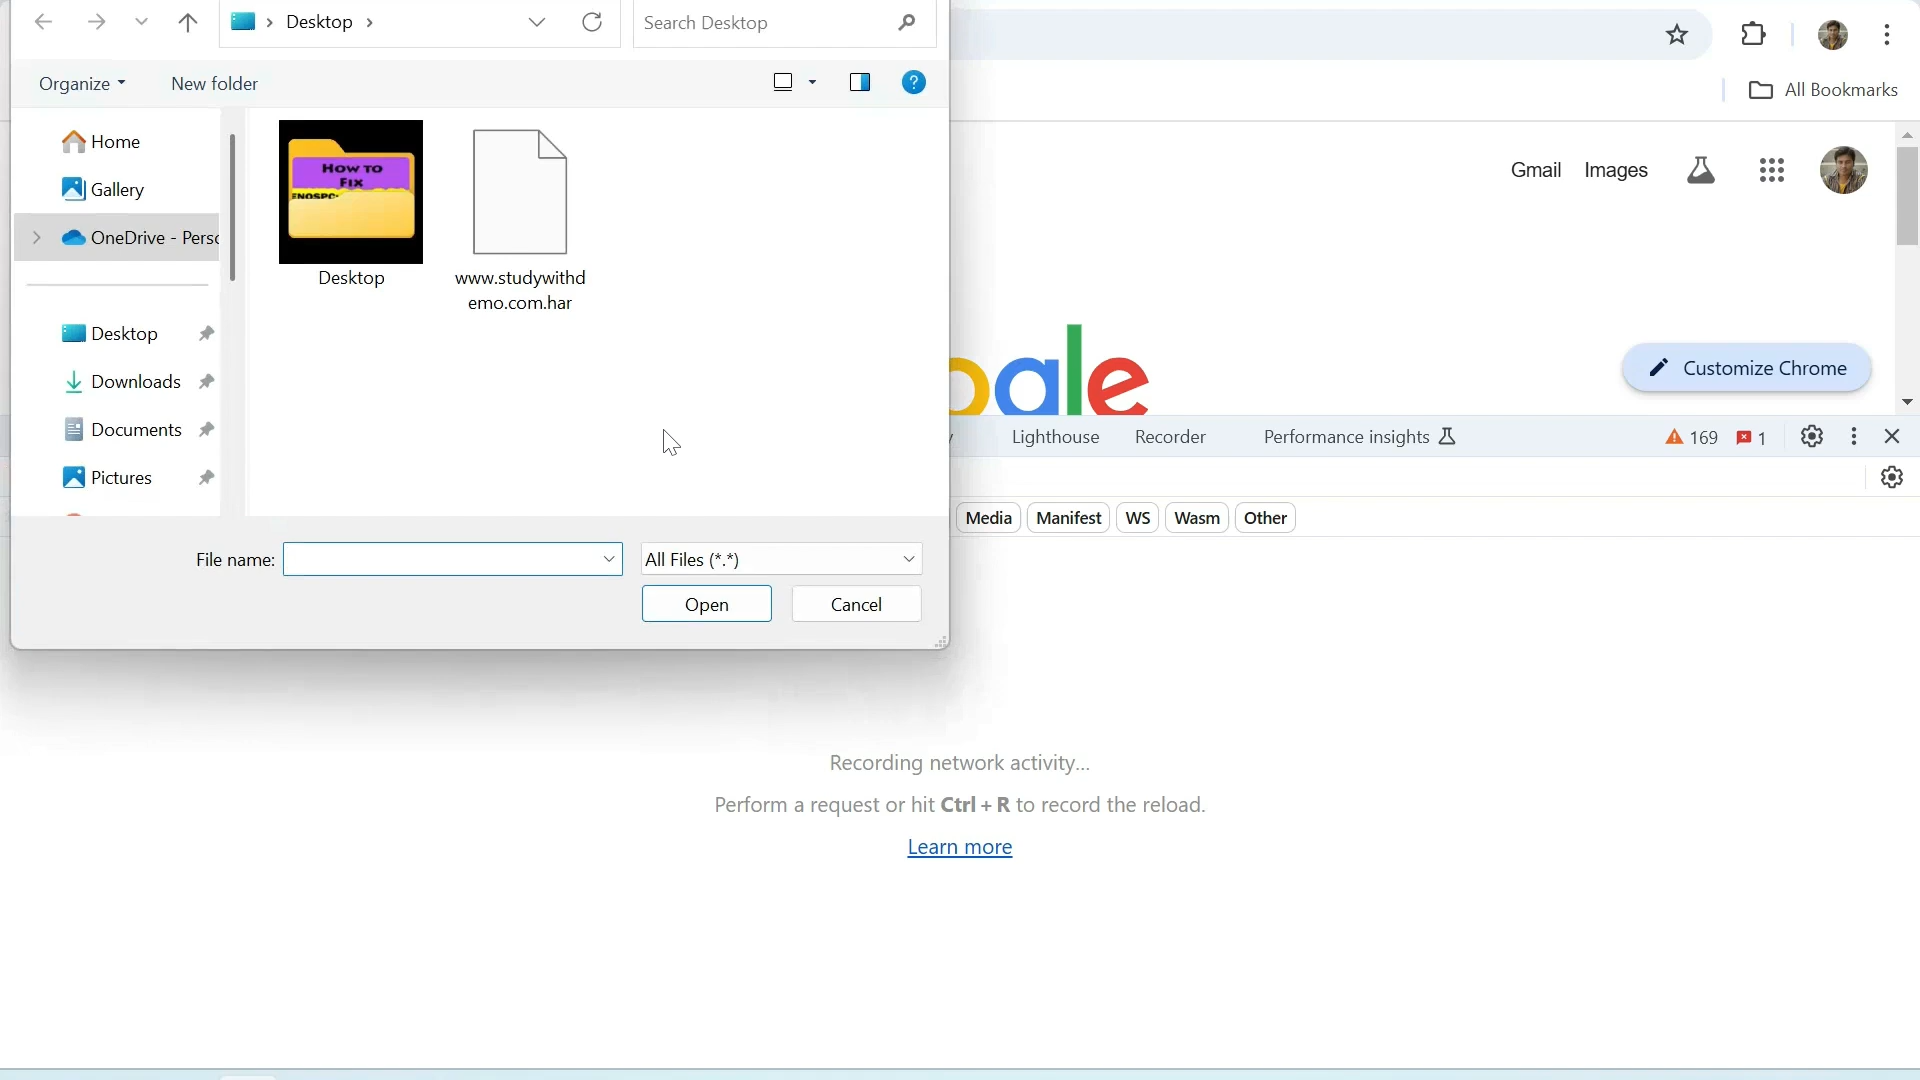 Desktop
Search Desktop
Organize
New folder
Home
Gallery
OneDrive - Perso
Desktop
Downloads
Documents
Pictures
How to
Fix
ENOSPC:
Desktop
www.studywithd
emo.com.har
File name:
All Files (*.*)
Open
Cancel
All Bookmarks
Gmail
Images
ogle
Customize Chrome
Lighthouse
Recorder
Performance insights
169
1
Media
Manifest
WS
Wasm
Other
Recording network activity...
Perform a request or hit Ctrl + R to record the reload.
Learn more